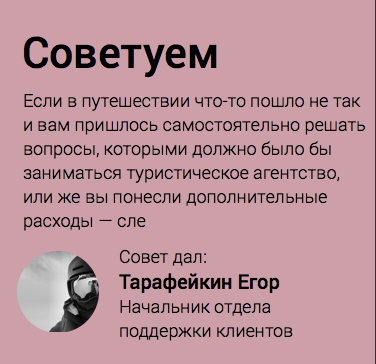 Советуем
Если в путешествии что-то пошло не так
и вам пришлось самостоятельно решать
вопросы, которыми должно было бы
заниматься туристическое агентство,
или же вы понесли дополнительные
расходы — сле
Совет дал:
Тарафейкин Егор
Начальник отдела
поддержки клиентов